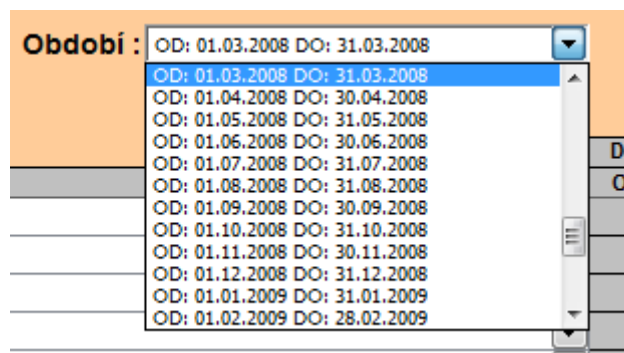 Období : OD: 01.03.2008 DO: 31.03.2008
OD: 01.03.2008 DO: 31.03.2008
OD: 01.04.2008 DO: 30.04.2008
OD: 01.05.2008 DO: 31.05.2008
OD: 01.06.2008 DO: 30.06.2008
OD: 01.07.2008 DO: 31.07.2008
OD: 01.08.2008 DO: 31.08.2008
OD: 01.09.2008 DO: 30.09.2008
OD: 01.10.2008 DO: 31.10.2008
OD: 01.11.2008 DO: 30.11.2008
OD: 01.12.2008 DO: 31.12.2008
OD: 01.01.2009 DO: 31.01.2009
OD: 01.02.2009 DO: 28.02.2009